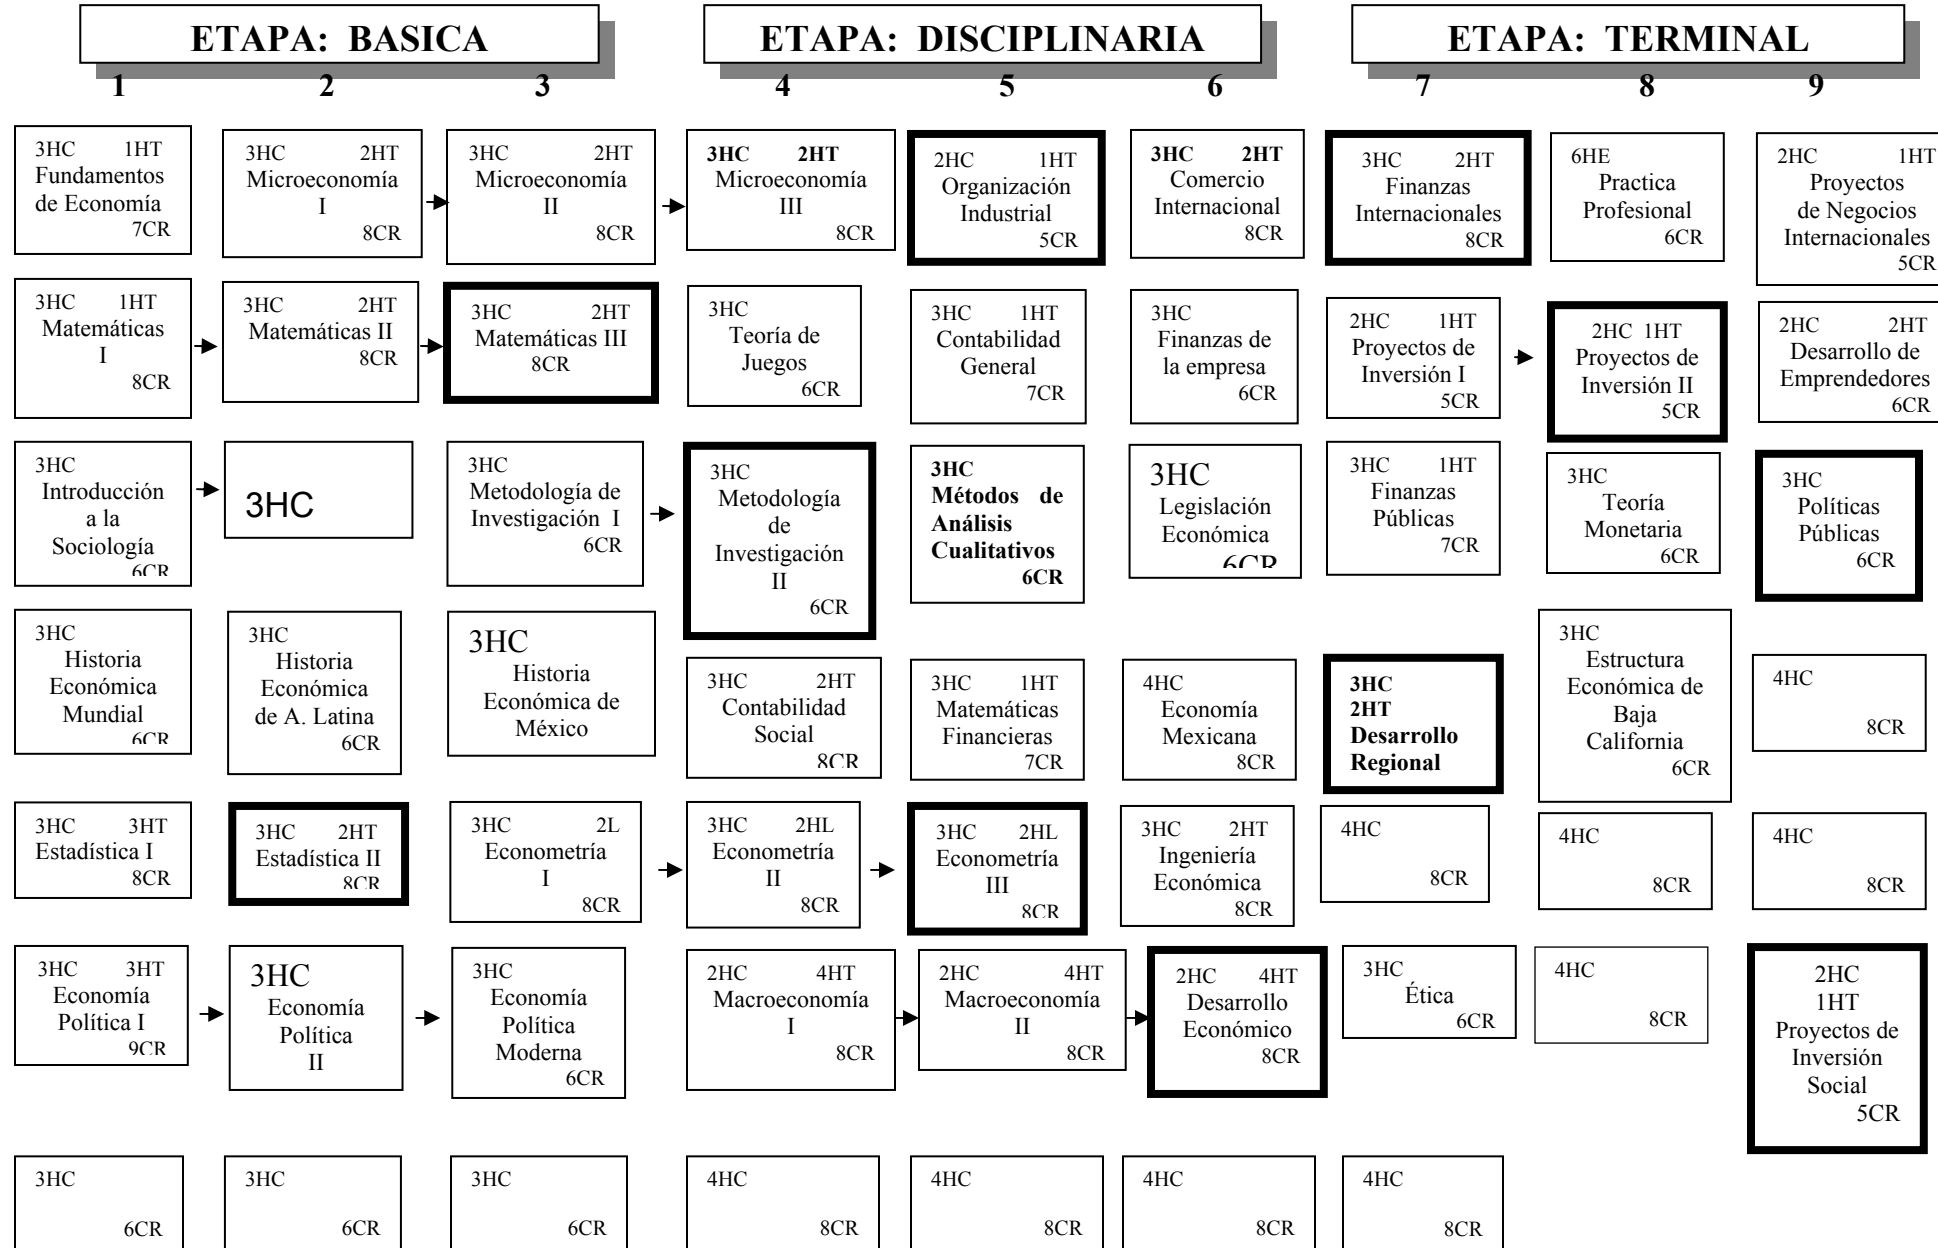 ETAPA: BASICA
ETAPA: DISCIPLINARIA
ETAPA: TERMINAL
1 2 3 4 5 6 7 8 9
3HC 1HT
Fundamentos
de Economía
7CR
3HC 2HT
Microeconomía
I
8CR
3HC 2HT
Microeconomía
II
8CR
3HC 2HT
Microeconomía
III
8CR
2HC 1HT
Organización
Industrial
5CR
3HC 2HT
Comercio
Internacional
8CR
3HC 2HT
Finanzas
Internacionales
8CR
6HE
Practica
Profesional
6CR
2HC 1HT
Proyectos
de Negocios
Internacionales
5CR
3HC 1HT
Matemáticas
I
8CR
3HC 2HT
Matemáticas II
8CR
3HC 2HT
Matemáticas III
8CR
3HC
Teoría de
Juegos
6CR
3HC 1HT
Contabilidad
General
7CR
3HC
Finanzas de
la empresa
6CR
2HC 1HT
Proyectos de
Inversión I
5CR
2HC 1HT
Proyectos de
Inversión II
5CR
2HC 2HT
Desarrollo de
Emprendedores
6CR
3HC
Introducción
a la
Sociología
6CR
3HC
3HC
Metodología de
Investigación I
6CR
3HC
Metodología
de
Investigación
II
6CR
3HC
Métodos de
Análisis
Cualitativos
6CR
3HC
Legislación
Económica
6CR
3HC 1HT
Finanzas
Públicas
7CR
3HC
Teoría
Monetaria
6CR
3HC
Políticas
Públicas
6CR
3HC
Historia
Económica
Mundial
6CR
3HC
Historia
Económica
de A. Latina
6CR
3HC
Historia
Económica de
México
3HC 2HT
Contabilidad
Social
8CR
3HC 1HT
Matemáticas
Financieras
7CR
4HC
Economía
Mexicana
8CR
3HC
2HT
Desarrollo
Regional
3HC
Estructura
Económica de
Baja
California
6CR
4HC
8CR
3HC 3HT
Estadística I
8CR
3HC 2HT
Estadística II
8CR
3HC 2L
Econometría
I
8CR
3HC 2HL
Econometría
II
8CR
3HC 2HL
Econometría
III
8CR
3HC 2HT
Ingeniería
Económica
8CR
4HC
8CR
4HC
8CR
4HC
8CR
3HC 3HT
Economía
Política I
9CR
3HC
Economía
Política
II
3HC
Economía
Política
Moderna
6CR
2HC 4HT
Macroeconomía
I
8CR
2HC 4HT
Macroeconomía
II
8CR
2HC 4HT
Desarrollo
Económico
8CR
3HC
Ética
6CR
4HC
8CR
2HC
1HT
Proyectos de
Inversión
Social
5CR
3HC
6CR
3HC
6CR
3HC
6CR
4HC
8CR
4HC
8CR
4HC
8CR
4HC
8CR